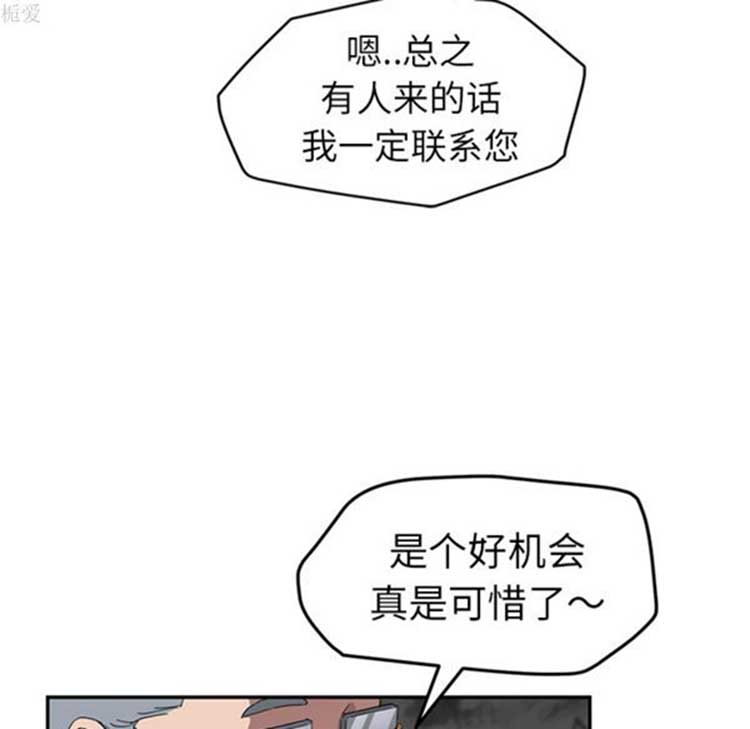 栀爱
嗯..总之
有人来的话
我一定联系您
是个好机会
真是可惜了～